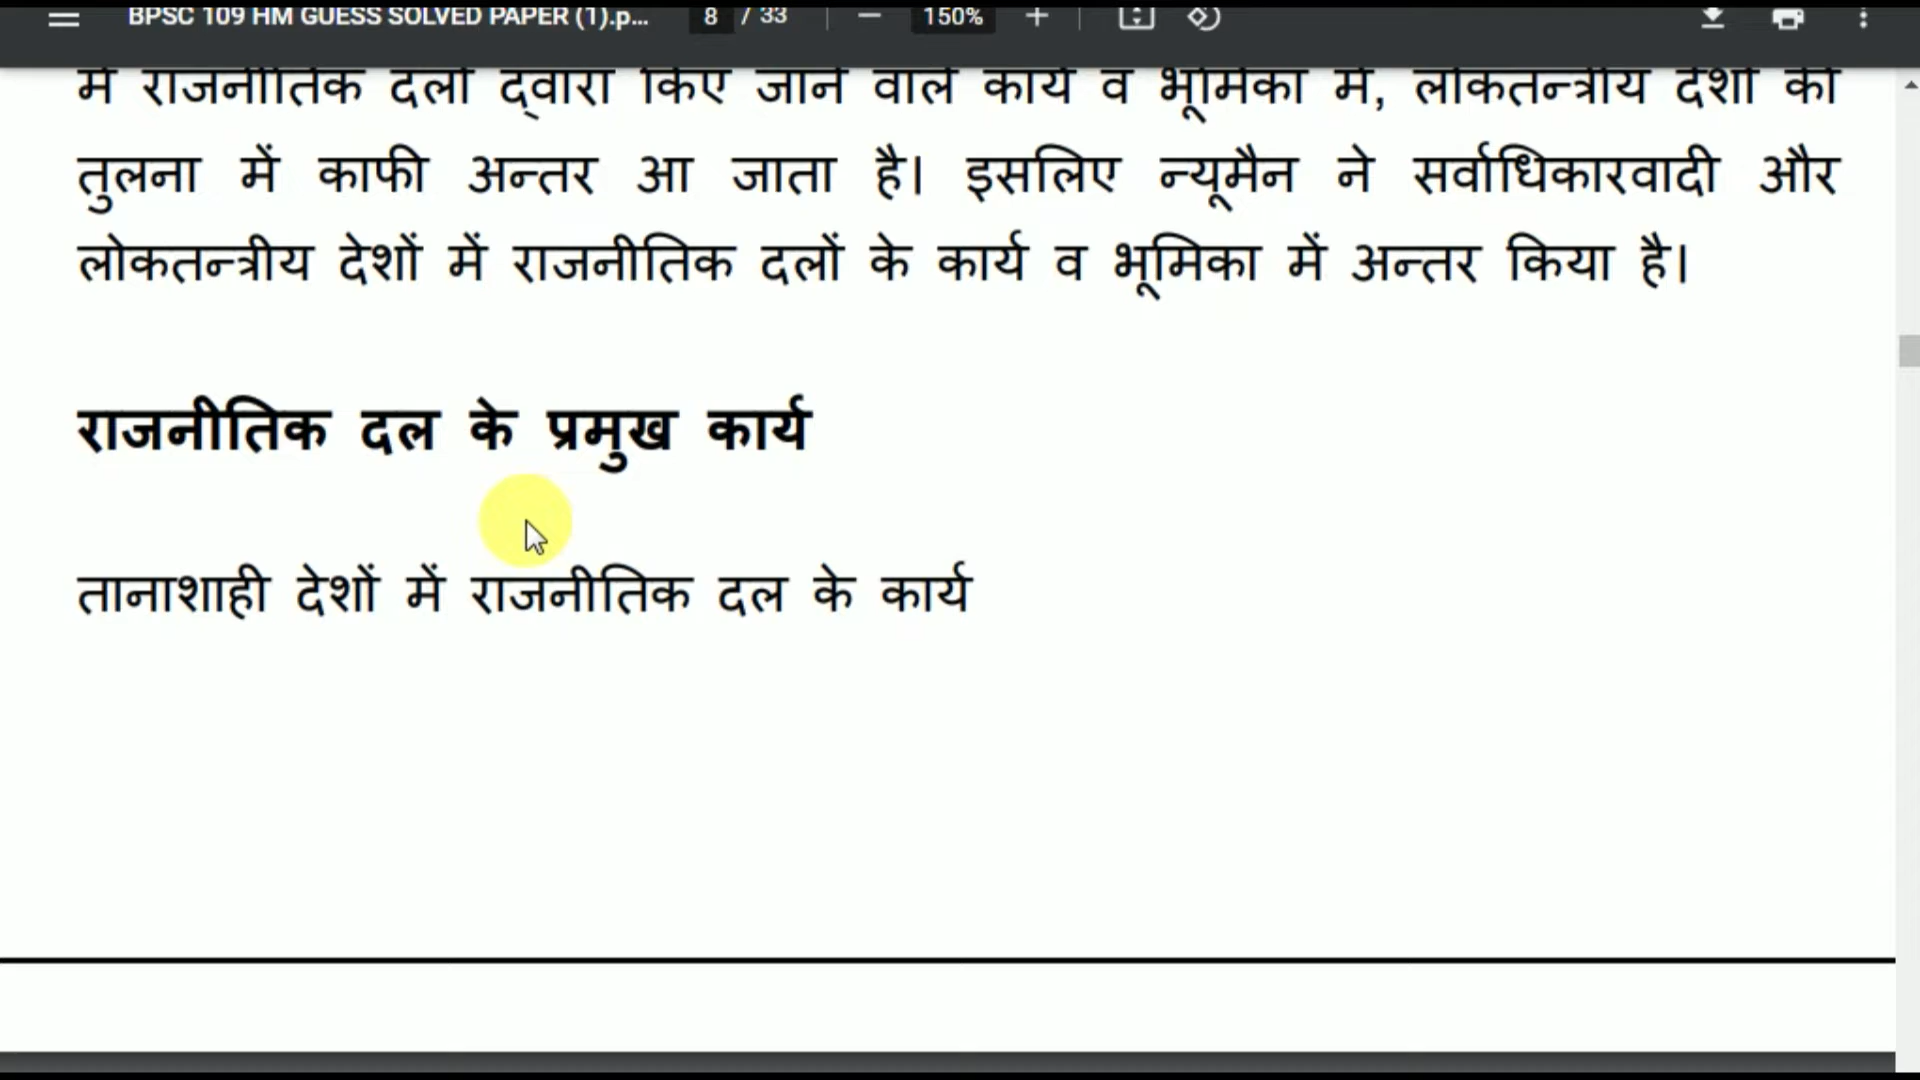 BPSC 109 HM GUESS SOLVED PAPER (1).p... 8 / 33 150%
में राजनीतिक दलों द्वारा किए जाने वाले कार्य व भूमिका में, लोकतन्त्रीय देशों की
तुलना में काफी अन्तर आ जाता है। इसलिए न्यूमैन ने सर्वाधिकारवादी और
लोकतन्त्रीय देशों में राजनीतिक दलों के कार्य व भूमिका में अन्तर किया है।
राजनीतिक दल के प्रमुख कार्य
तानाशाही देशों में राजनीतिक दल के कार्य